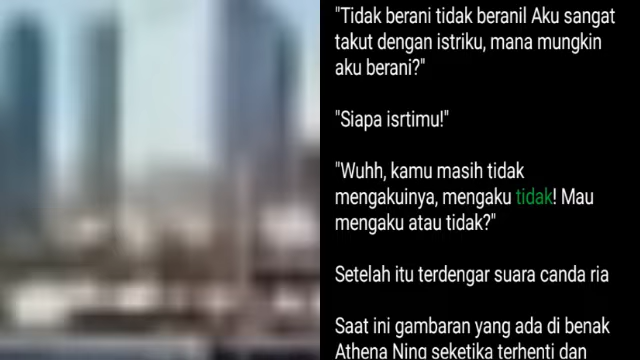 "Tidak berani tidak beranil Aku sangat
takut dengan istriku, mana mungkin
aku berani?"
"Siapa isrtimu!"
"Wuhh, kamu masih tidak
mengakuinya, mengaku tidak! Mau
mengaku atau tidak?"
Setelah itu terdengar suara canda ria
Saat ini gambaran yang ada di benak
Athena Ning seketika terhenti dan